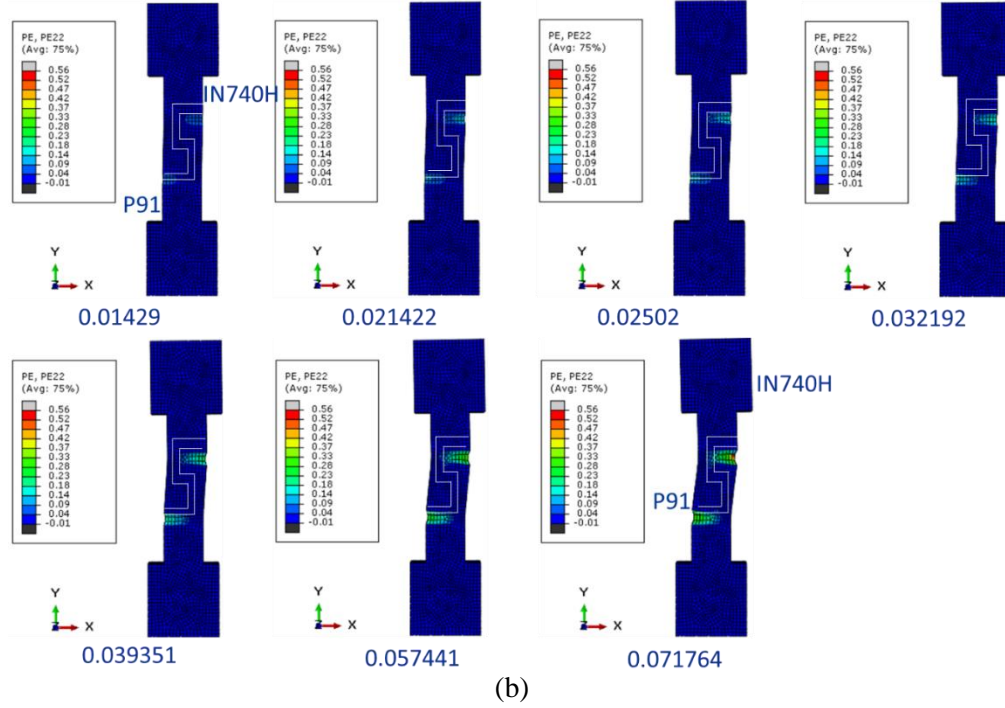 PE, PE22
(Avg: 75%)
0.56
0.52
0.47
0.42
0.37
0.33
0.28
0.23
0.18
0.14
0.09
0.04
-0.01
IN740H
P91
Y
Z
X
0.01429
PE, PE22
(Avg: 75%)
0.56
0.52
0.47
0.42
0.37
0.33
0.28
0.23
0.18
0.14
0.09
0.04
-0.01
Y
Z
X
0.021422
PE, PE22
(Avg: 75%)
0.56
0.52
0.47
0.42
0.37
0.33
0.28
0.23
0.18
0.14
0.09
0.04
-0.01
Y
Z
X
0.02502
PE, PE22
(Avg: 75%)
0.56
0.52
0.47
0.42
0.37
0.33
0.28
0.23
0.18
0.14
0.09
0.04
-0.01
Y
Z
X
0.032192
PE, PE22
(Avg: 75%)
0.56
0.52
0.47
0.42
0.37
0.33
0.28
0.23
0.18
0.14
0.09
0.04
-0.01
Y
Z
X
0.039351
PE, PE22
(Avg: 75%)
0.56
0.52
0.47
0.42
0.37
0.33
0.28
0.23
0.18
0.14
0.09
0.04
-0.01
Y
Z
X
0.057441
PE, PE22
(Avg: 75%)
0.56
0.52
0.47
0.42
0.37
0.33
0.28
0.23
0.18
0.14
0.09
0.04
-0.01
IN740H
P91
Y
Z
X
0.071764
(b)